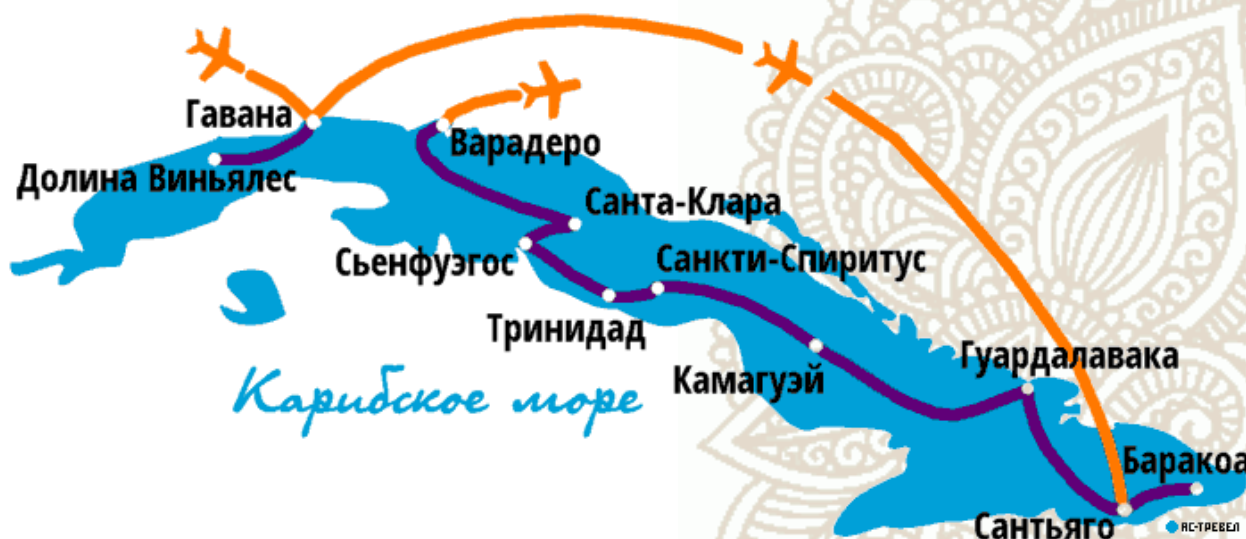 Гавана
Варадеро
Долина Виньялес
Санта-Клара
Сьенфуэгос
Санкти-Спиритус
Тринидад
Гуардалавака
Камагуэй
Карибское море
Баракоа
Сантьяго
АС-ТРЕВЕЛ